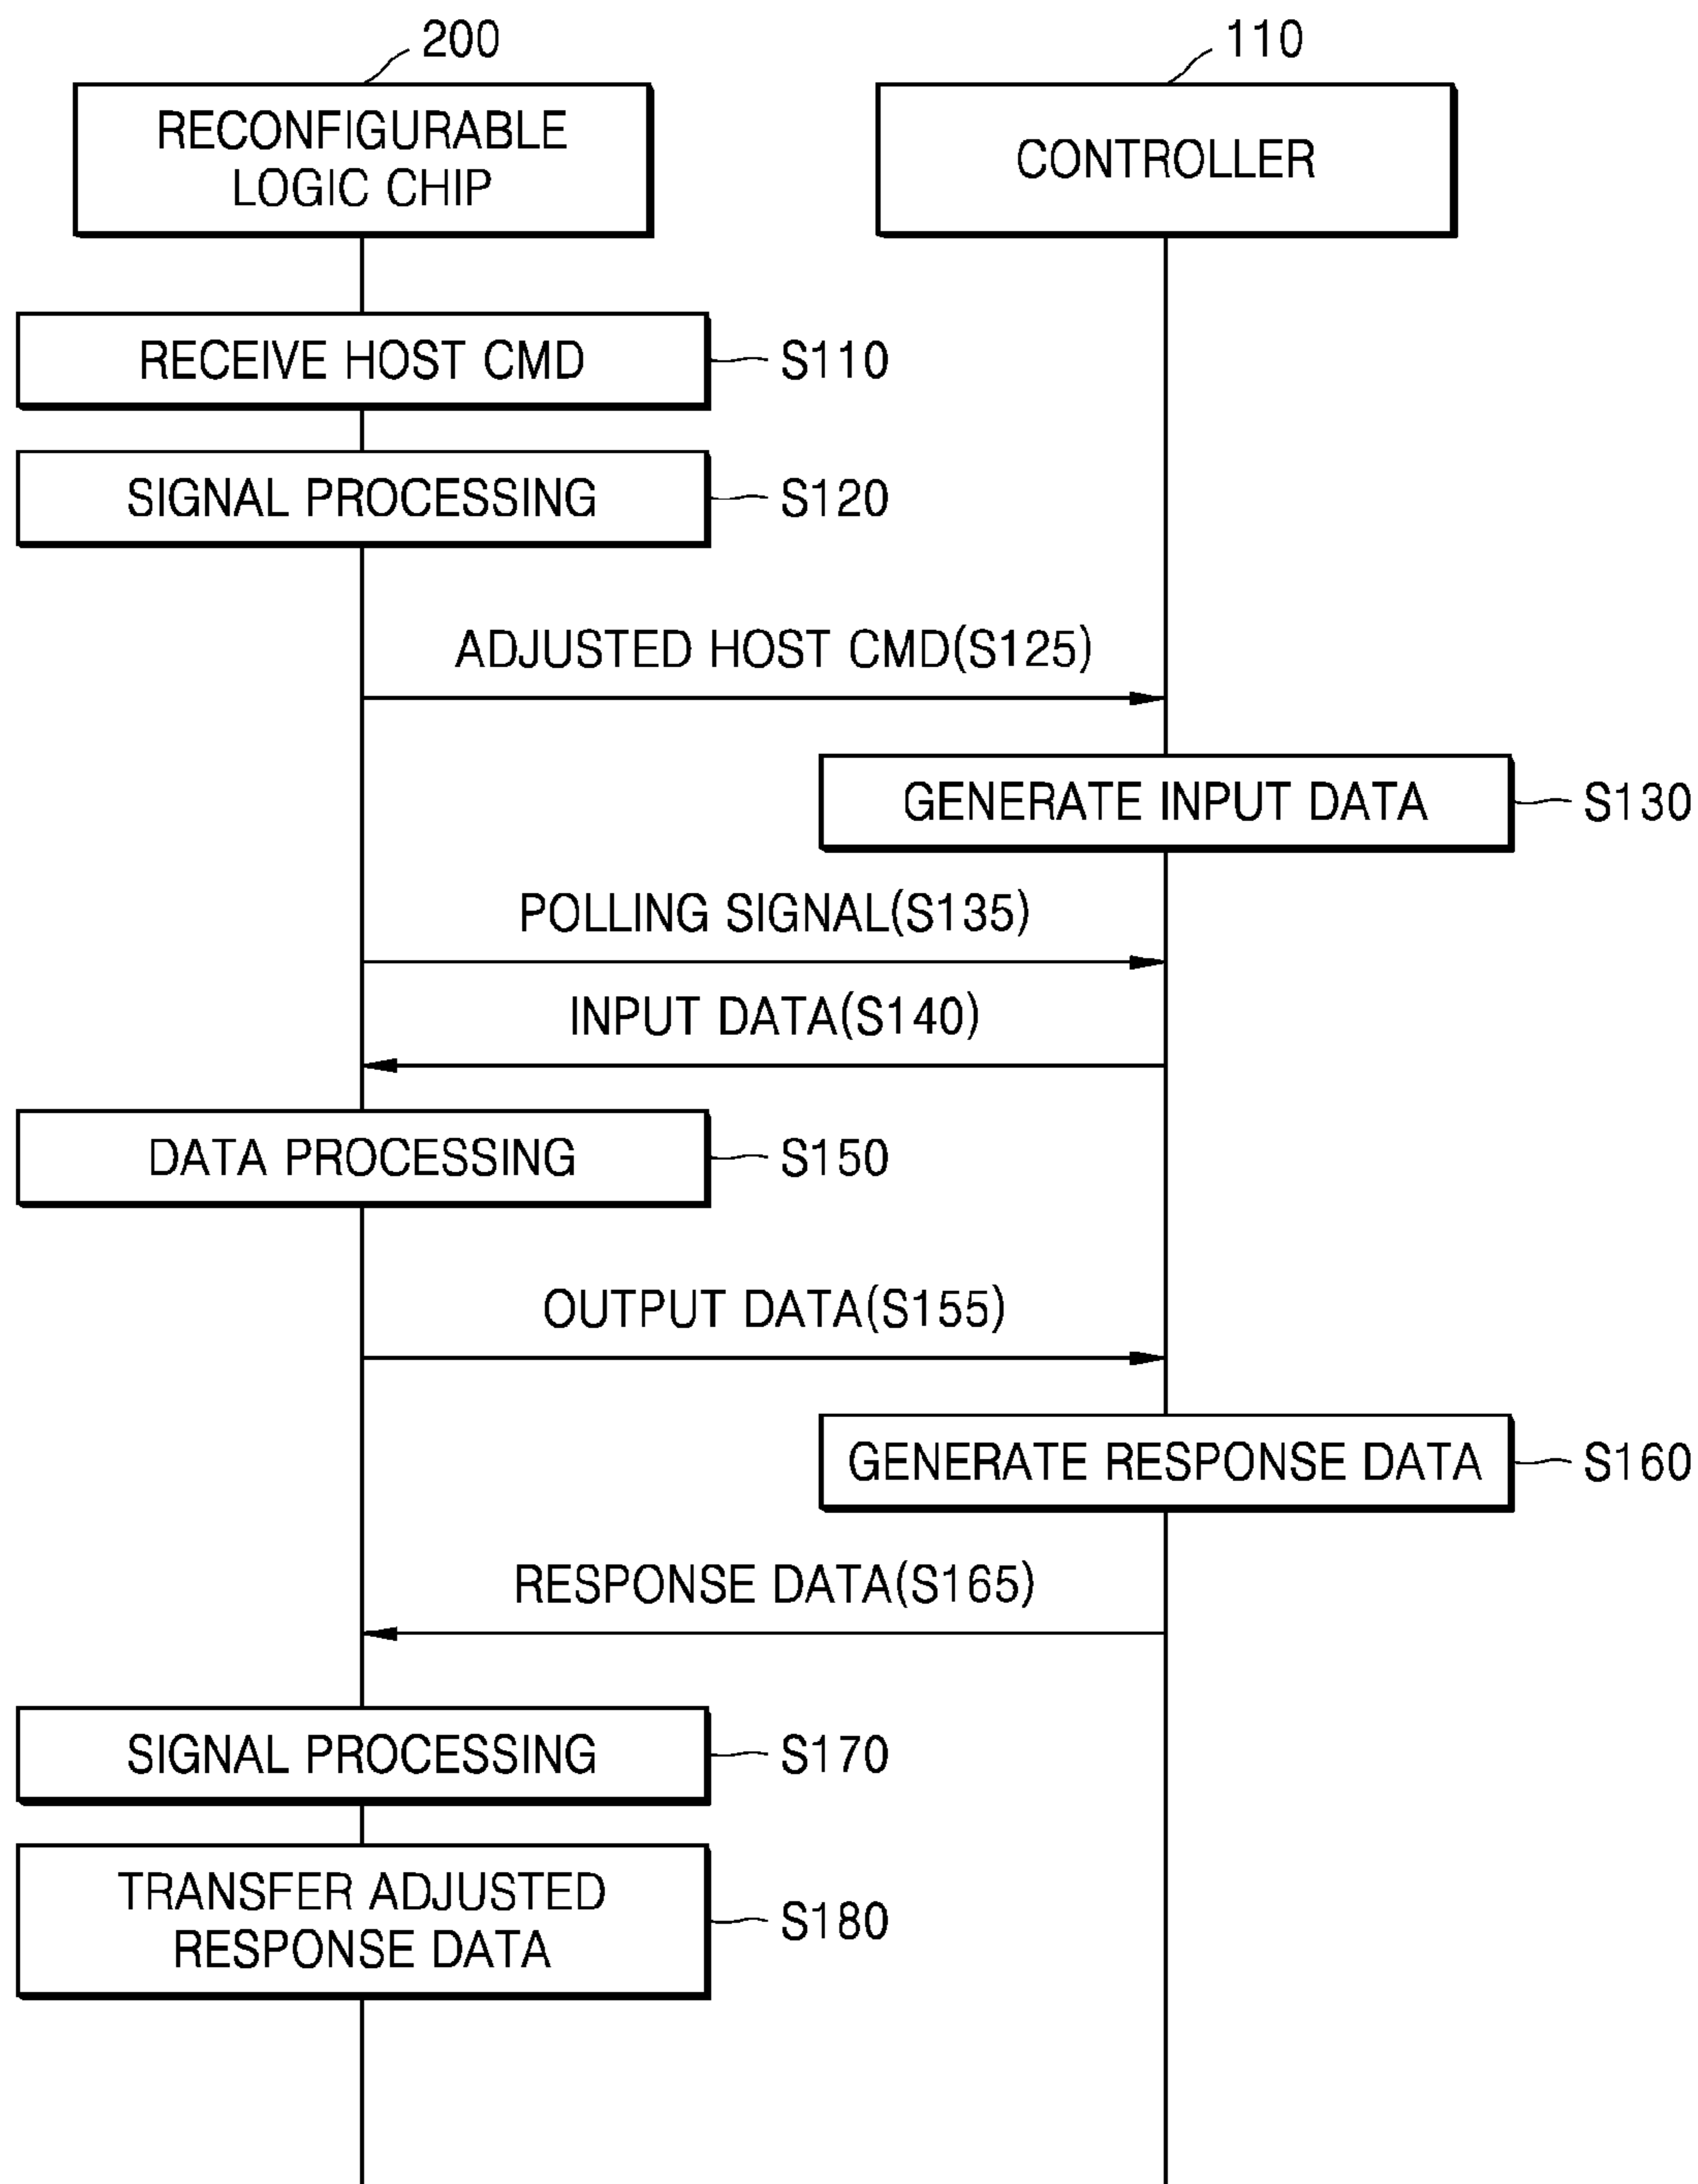 200
110
RECONFIGURABLE
LOGIC CHIP
CONTROLLER
RECEIVE HOST CMD
S110
SIGNAL PROCESSING
S120
ADJUSTED HOST CMD(S125)
GENERATE INPUT DATA
S130
POLLING SIGNAL(S135)
INPUT DATA(S140)
DATA PROCESSING
S150
OUTPUT DATA(S155)
GENERATE RESPONSE DATA
S160
RESPONSE DATA(S165)
SIGNAL PROCESSING
S170
TRANSFER ADJUSTED
RESPONSE DATA
S180